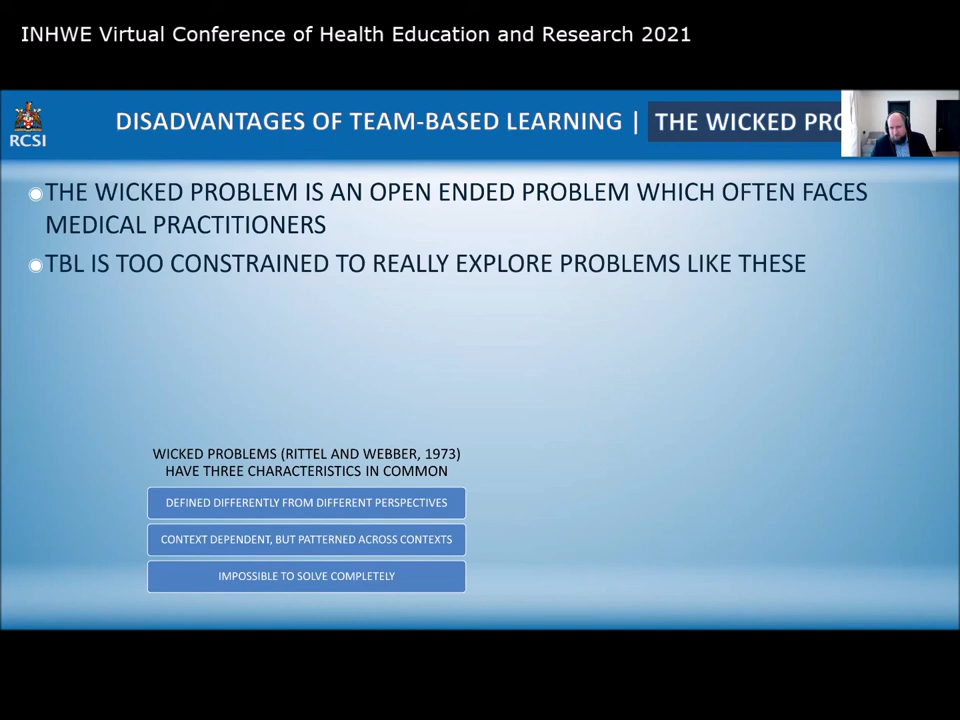 INHWE Virtual Conference of Health Education and Research 2021
RCSI
DISADVANTAGES OF TEAM-BASED LEARNING | THE WICKED
THE WICKED PROBLEM IS AN OPEN ENDED PROBLEM WHICH OFTEN FACES
MEDICAL PRACTITIONERS
TBL IS TOO CONSTRAINED TO REALLY EXPLORE PROBLEMS LIKE THESE
WICKED PROBLEMS (RITTEL AND WEBBER, 1973)
HAVE THREE CHARACTERISTICS IN COMMON
DEFINED DIFFERENTLY FROM DIFFERENT PERSPECTIVES
CONTEXT DEPENDENT, BUT PATTERNED ACROSS CONTEXTS
IMPOSSIBLE TO SOLVE COMPLETELY